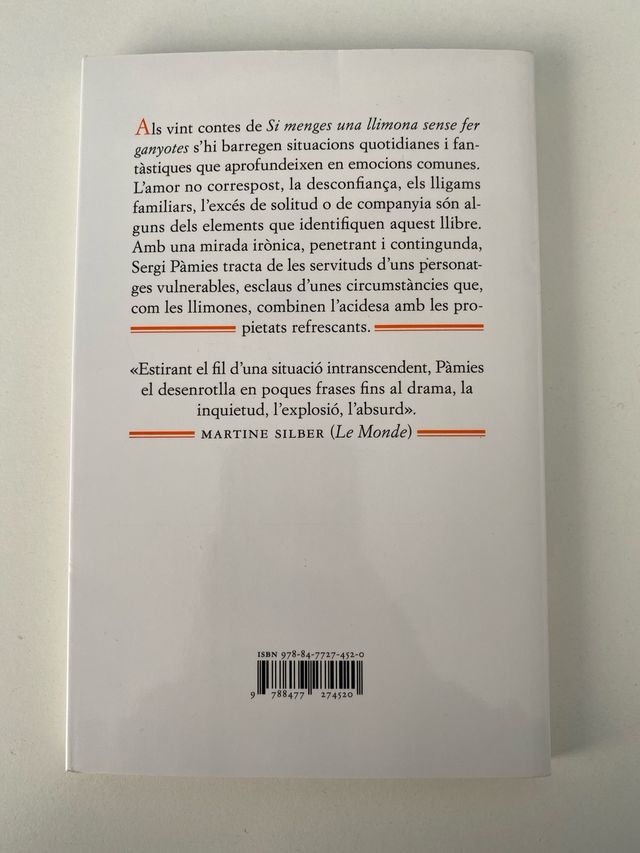 Als vint contes de Si menges una llimona sense fer
ganyotes s'hi barregen situacions quotidianes i fan-
tàstiques que aprofundeixen en emocions comunes.
L'amor no correspost, la desconfiança, els lligams
familiars, l'excés de solitud o de companyia són al-
guns dels elements que identifiquen aquest llibre.
Amb una mirada irònica, penetrant i contingunda,
Sergi Pàmies tracta de les servituds d'uns personat-
ges vulnerables, esclaus d'unes circumstàncies que,
com les llimones, combinen l'acidesa amb les pro-
pietats refrescants.
«Estirant el fil d'una situació intranscendent, Pàmies
el desenrotlla en poques frases fins al drama, la
inquietud, l'explosió, l'absurd».
MARTINE SILBER (Le Monde)
ISBN 978-84-7727-452-0
9 788477 274520